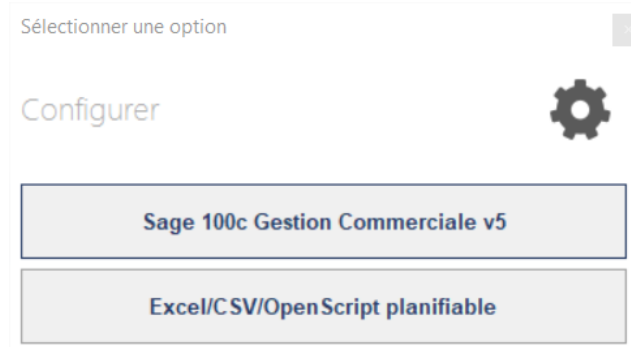 Sélectionner une option
Configurer
Sage 100c Gestion Commerciale v5
Excel/CSV/OpenScript planifiable